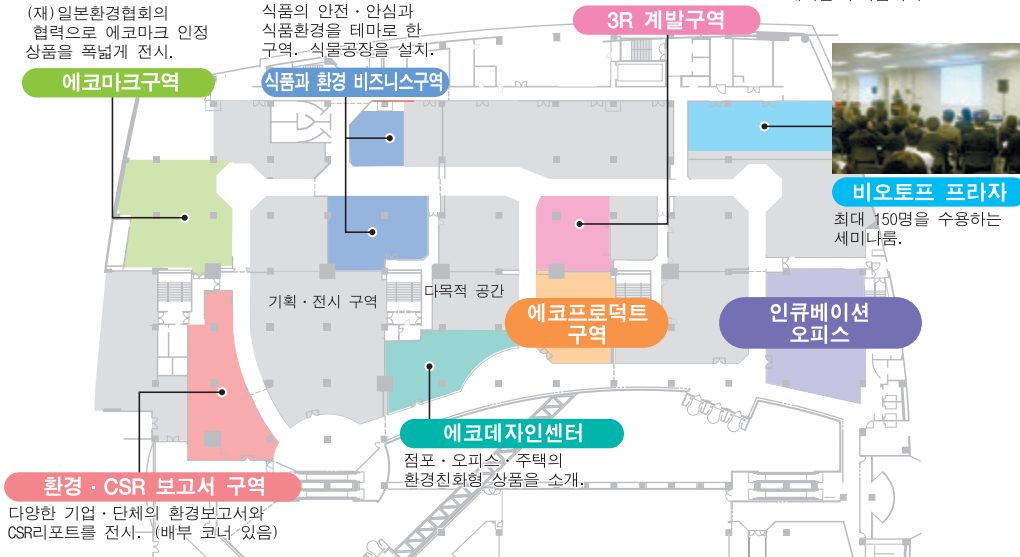 (재)일본환경협회의
협력으로 에코마크 인정
상품을 폭넓게 전시.
에코마크구역
식품의 안전·안심과
식품환경을 테마로 한
구역. 식물공장을 설치.
식품과 환경 비즈니스구역
3R 계발구역
비오토프 프라자
최대 150명을 수용하는
세미나룸.
기획·전시 구역
다목적 공간
에코프로덕트
구역
인큐베이션
오피스
에코데자인센터
점포·오피스·주택의
환경친화형 상품을 소개.
환경·CSR 보고서 구역
다양한 기업·단체의 환경보고서와
CSR리포트를 전시. (배부 코너 있음)